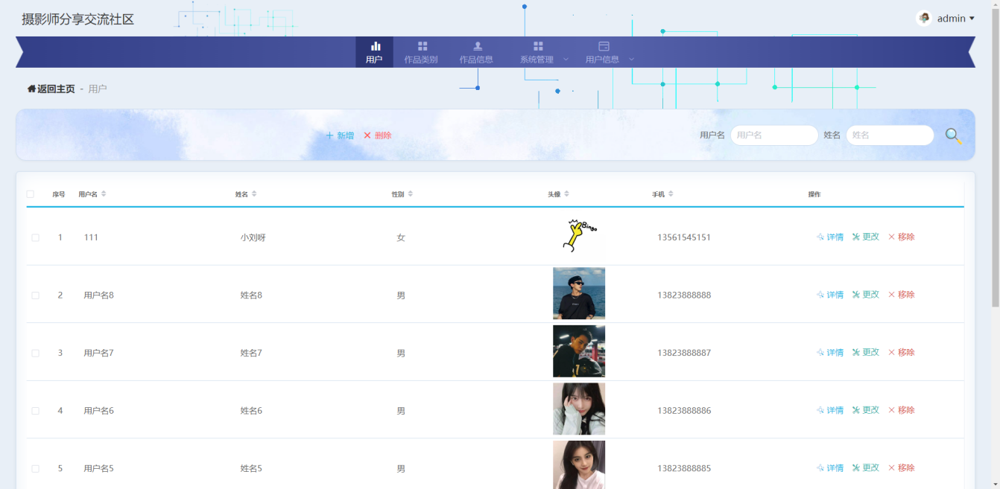 摄影师分享交流社区
admin
用户 作品类别 作品信息 系统管理 用户信息
返回主页 - 用户
新增 删除 用户名 用户名 姓名 姓名
序号 用户名 姓名 性别 头像 手机 操作
1 111 小刘呀 女 Bingo 13561545151 详情 更改 移除
2 用户名8 姓名8 男 13823888888 详情 更改 移除
3 用户名7 姓名7 男 13823888887 详情 更改 移除
4 用户名6 姓名6 男 13823888886 详情 更改 移除
5 用户名5 姓名5 男 13823888885 详情 更改 移除